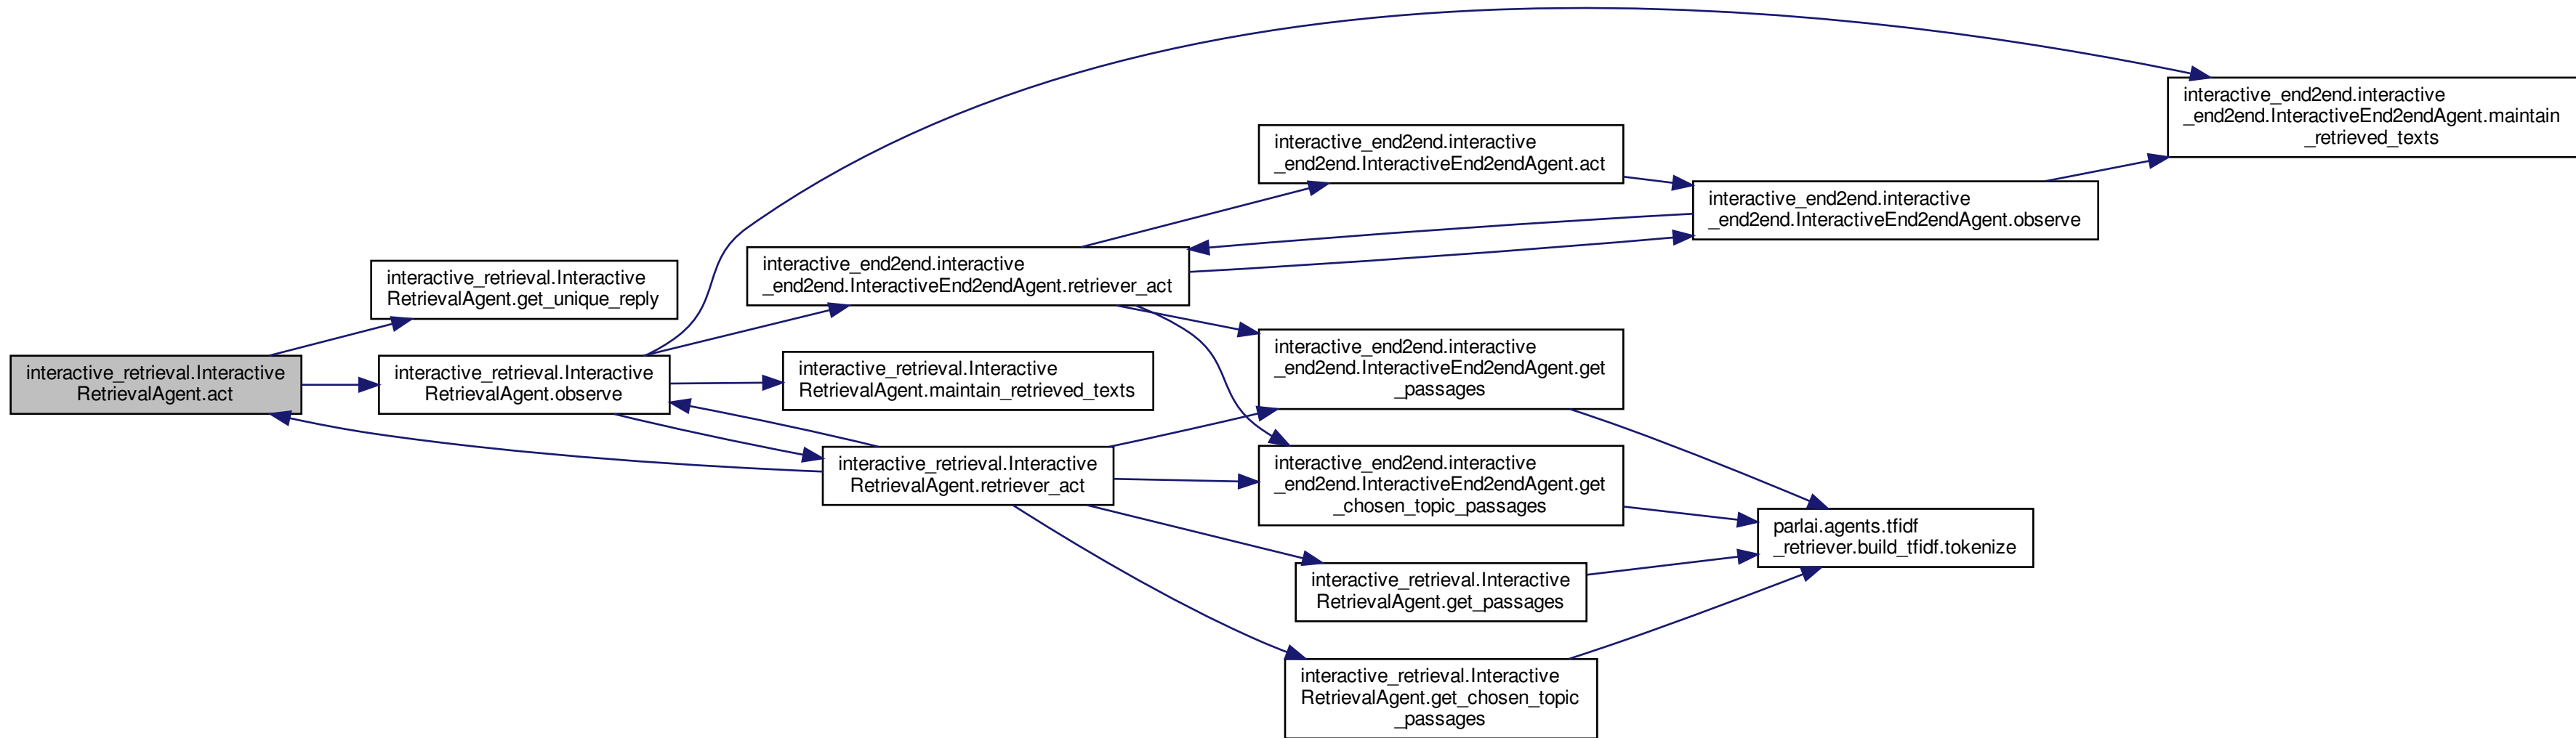 interactive_retrieval.Interactive
RetrievalAgent.act
interactive_retrieval.Interactive
RetrievalAgent.get_unique_reply
interactive_retrieval.Interactive
RetrievalAgent.observe
interactive_end2end.interactive
_end2end.InteractiveEnd2endAgent.retriever_act
interactive_retrieval.Interactive
RetrievalAgent.maintain_retrieved_texts
interactive_retrieval.Interactive
RetrievalAgent.retriever_act
interactive_end2end.interactive
_end2end.InteractiveEnd2endAgent.act
interactive_end2end.interactive
_end2end.InteractiveEnd2endAgent.get
_passages
interactive_end2end.interactive
_end2end.InteractiveEnd2endAgent.get
_chosen_topic_passages
interactive_retrieval.Interactive
RetrievalAgent.get_passages
interactive_retrieval.Interactive
RetrievalAgent.get_chosen_topic
_passages
interactive_end2end.interactive
_end2end.InteractiveEnd2endAgent.observe
parlai.agents.tfidf
_retriever.build_tfidf.tokenize
interactive_end2end.interactive
_end2end.InteractiveEnd2endAgent.maintain
_retrieved_texts